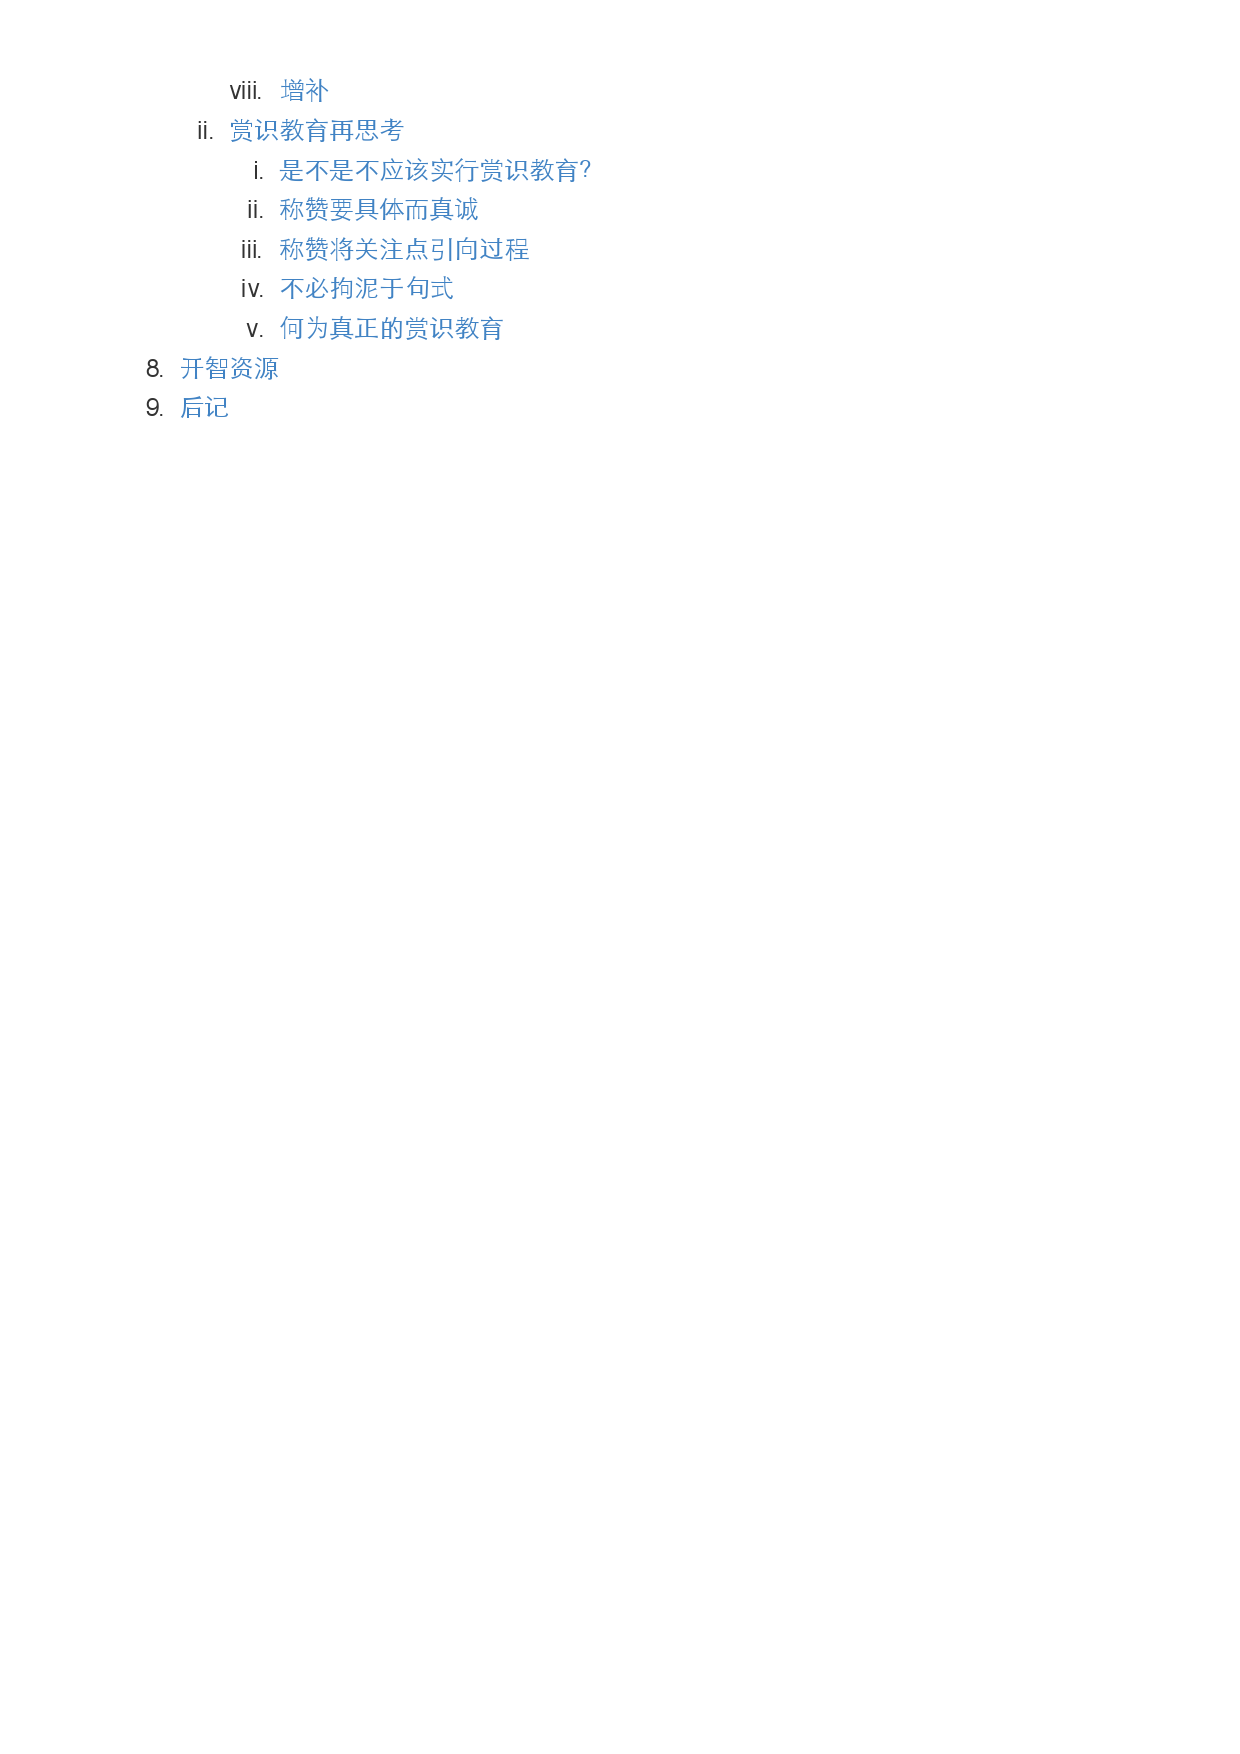 viii. 增补
ii. 赏识教育再思考
i. 是不是不应该实行赏识教育?
ii. 称赞要具体而真诚
iii. 称赞将关注点引向过程
iv. 不必拘泥于句式
v. 何为真正的赏识教育
8. 开智资源
9. 后记